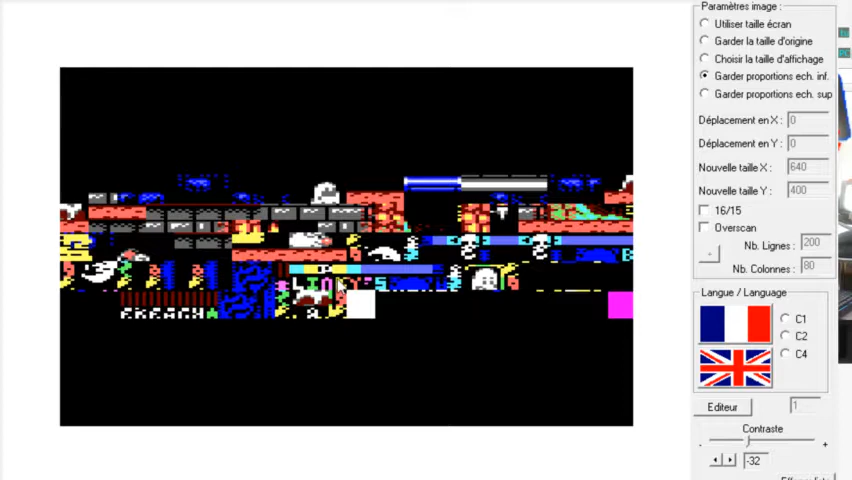 Paramètres image :
Utiliser taille écran
Garder la taille d'origine
Choisir la taille d'affichage
Garder proportions ech. inf.
Garder proportions ech. sup
Déplacement en X : 0
Déplacement en Y : 0
Nouvelle taille X : 640
Nouvelle taille Y : 400
16/15
Overscan
Nb. Lignes : 200
Nb. Colonnes : 80
Langue / Language
C1
C2
C4
Editeur
1
Contraste
- +
-32